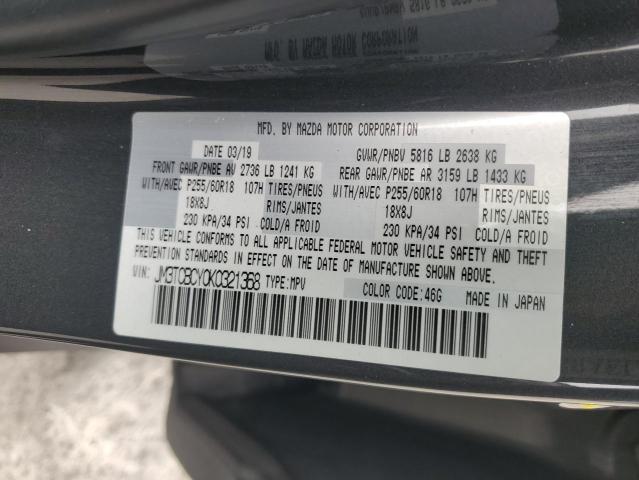 MFD. BY MAZDA MOTOR CORPORATION
DATE 03/19 GVWR/PNBV 5816 LB 2638 KG
FRONT GAWR/PNBE AV 2736 LB 1241 KG REAR GAWR/PNBE AR 3159 LB 1433 KG
WITH/AVEC P255/60R18 107H TIRES/PNEUS WITH/AVEC P255/60R18 107H TIRES/PNEUS
18X8J RIMS/JANTES 18X8J RIMS/JANTES
230 KPA/34 PSI COLD/A FROID 230 KPA/34 PSI COLD/A FROID
THIS VEHICLE CONFORMS TO ALL APPLICABLE FEDERAL MOTOR VEHICLE SAFETY AND THEFT
PREVENTION STANDARDS IN EFFECT ON THE DATE OF MANUFACTURE SHOWN ABOVE.
VIN: JM3TCBCY0K0321368 TYPE:MPV COLOR CODE:46G MADE IN JAPAN